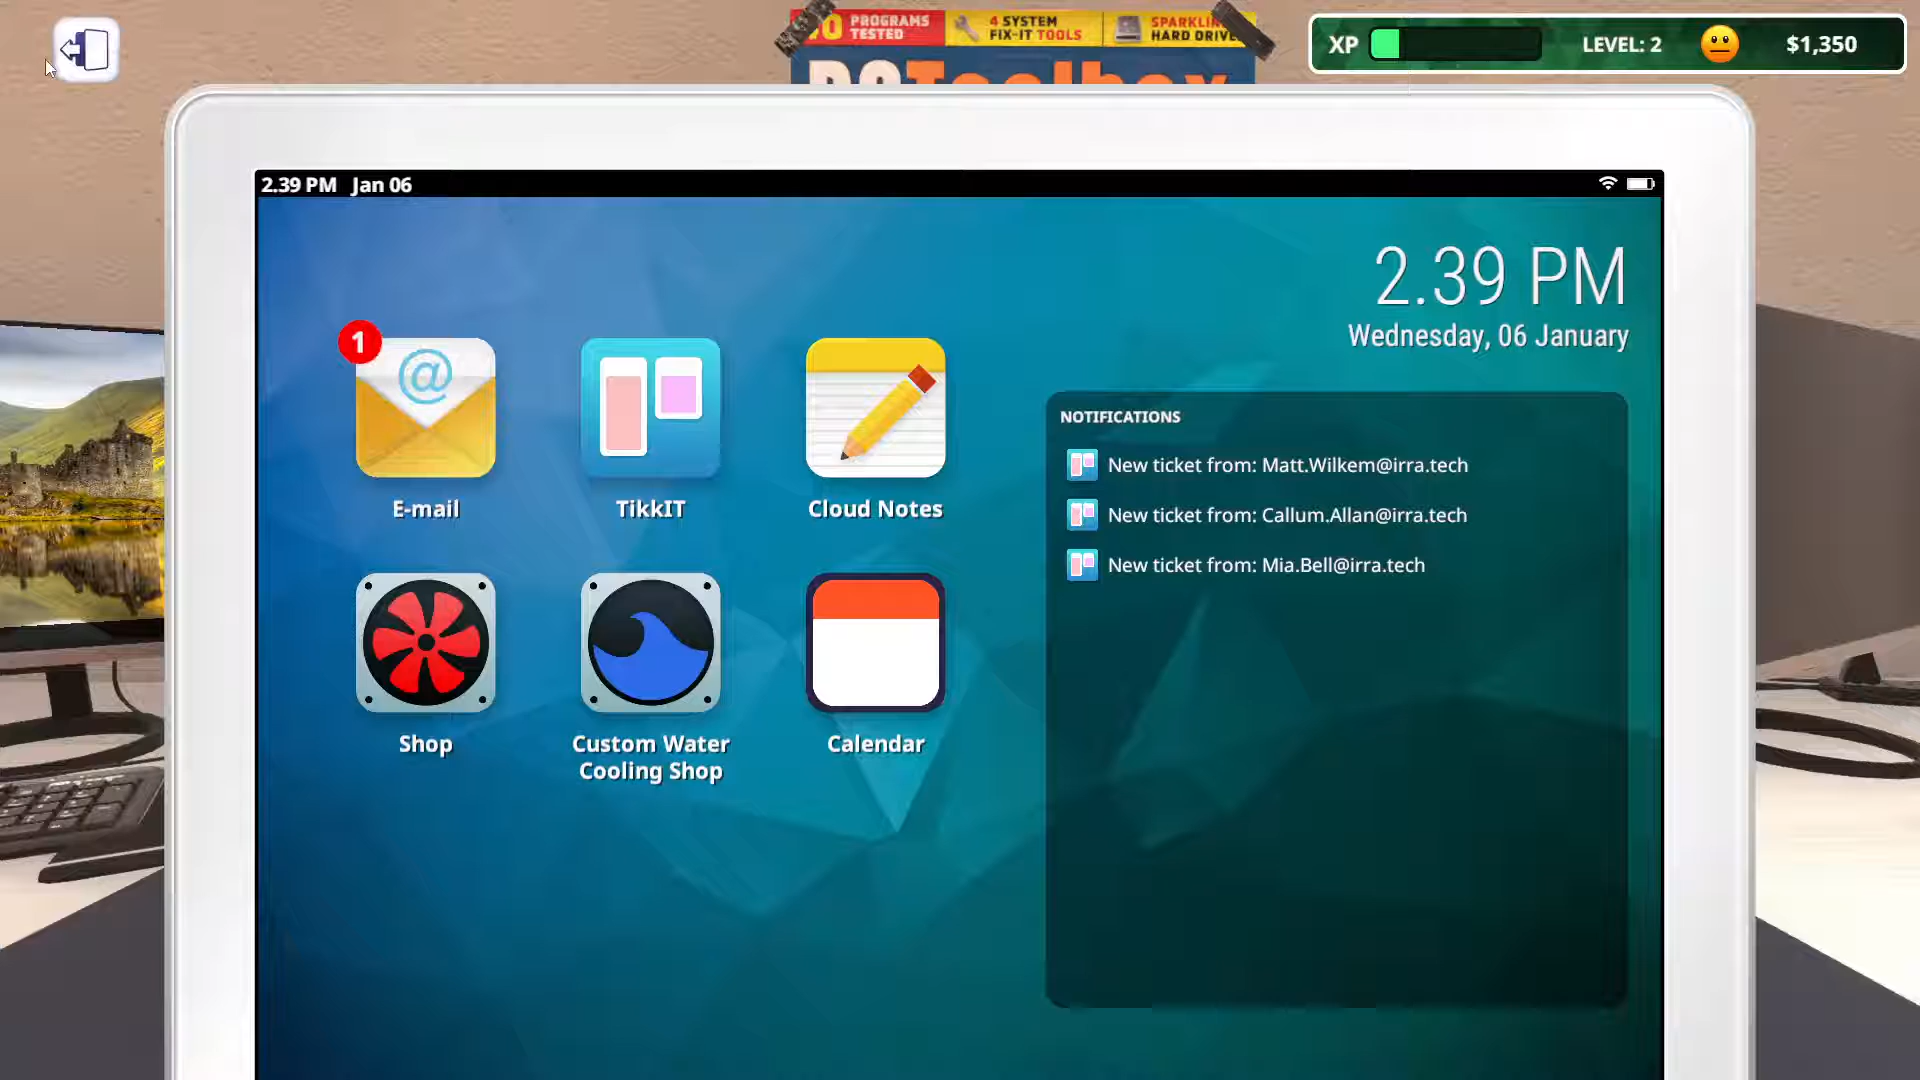 PROGRAMS
TESTED
4 SYSTEM
FIX-IT TOOLS
HARD DRIVE
XP
LEVEL: 2
$1,350
2.39 PM Jan 06
2.39 PM
Wednesday, 06 January
1
@
E-mail
TikkIT
Cloud Notes
Shop
Custom Water
Cooling Shop
Calendar
NOTIFICATIONS
New ticket from: Matt.Wilkem@irra.tech
New ticket from: Callum.Allan@irra.tech
New ticket from: Mia.Bell@irra.tech